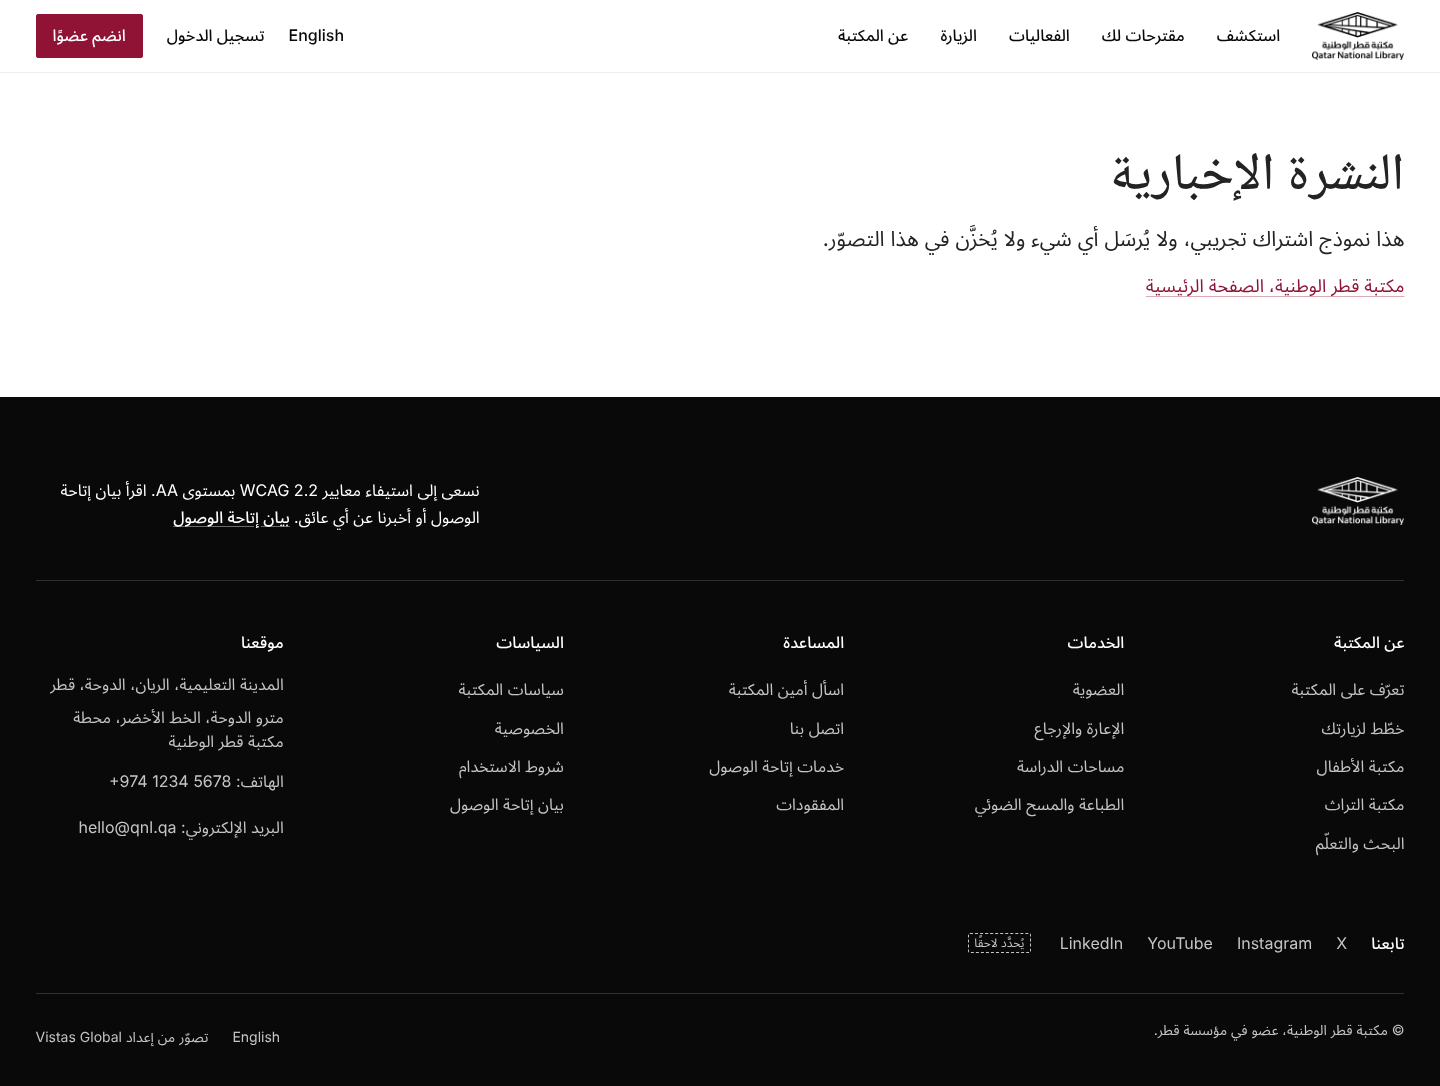 مكتبة قطر الوطنية
Qatar National Library
استكشف
مقترحات لك
الفعاليات
الزيارة
عن المكتبة
English
تسجيل الدخول
انضم عضوًا
النشرة الإخبارية
هذا نموذج اشتراك تجريبي، ولا يُرسَل أي شيء ولا يُخزَّن في هذا التصوّر.
مكتبة قطر الوطنية، الصفحة الرئيسية
مكتبة قطر الوطنية
Qatar National Library
نسعى إلى استيفاء معايير WCAG 2.2 بمستوى AA. اقرأ بيان إتاحة
الوصول أو أخبرنا عن أي عائق. بيان إتاحة الوصول
عن المكتبة
تعرّف على المكتبة
خطّط لزيارتك
مكتبة الأطفال
مكتبة التراث
البحث والتعلّم
الخدمات
العضوية
الإعارة والإرجاع
مساحات الدراسة
الطباعة والمسح الضوئي
المساعدة
اسأل أمين المكتبة
اتصل بنا
خدمات إتاحة الوصول
المفقودات
السياسات
سياسات المكتبة
الخصوصية
شروط الاستخدام
بيان إتاحة الوصول
موقعنا
المدينة التعليمية، الريان، الدوحة، قطر
مترو الدوحة، الخط الأخضر، محطة
مكتبة قطر الوطنية
الهاتف: 5678 1234 974+
البريد الإلكتروني: hello@qnl.qa
تابعنا
X
Instagram
YouTube
LinkedIn
يُحدَّد لاحقًا
© مكتبة قطر الوطنية، عضو في مؤسسة قطر.
English
تصوّر من إعداد Vistas Global